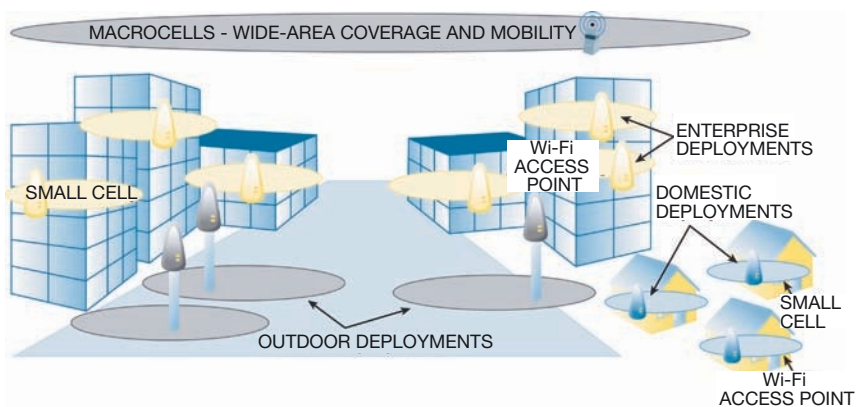 MACROCELLS - WIDE-AREA COVERAGE AND MOBILITY
ENTERPRISE
DEPLOYMENTS
Wi-Fi
ACCESS
POINT
SMALL CELL
DOMESTIC
DEPLOYMENTS
SMALL
CELL
OUTDOOR DEPLOYMENTS
Wi-Fi
ACCESS POINT